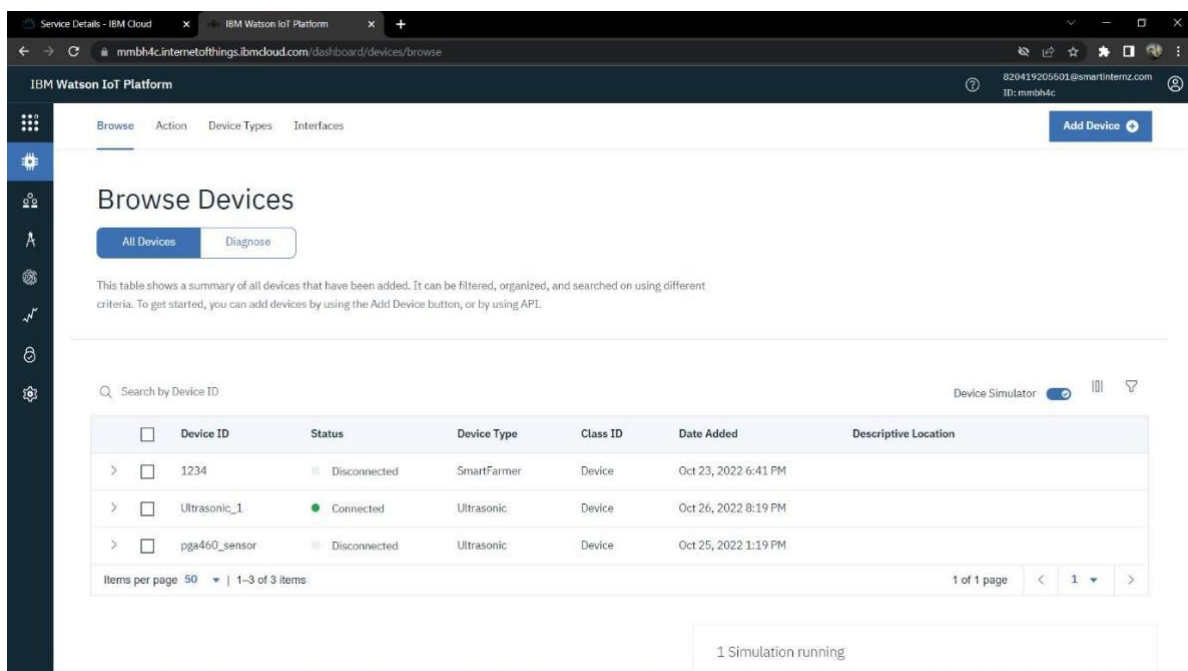 Service Details - IBM Cloud
IBM Watson IoT Platform
mmbh4c.internetofthings.ibmcloud.com/dashboard/devices/browse
IBM Watson IoT Platform
820419205501@smartinternz.com
ID: mmbh4c
Browse Action Device Types Interfaces
Add Device
Browse Devices
All Devices Diagnose
This table shows a summary of all devices that have been added. It can be filtered, organized, and searched on using different
criteria. To get started, you can add devices by using the Add Device button, or by using API.
Search by Device ID
Device Simulator
Device ID Status Device Type Class ID Date Added Descriptive Location
1234 Disconnected SmartFarmer Device Oct 23, 2022 6:41 PM
Ultrasonic_1 Connected Ultrasonic Device Oct 26, 2022 8:19 PM
pga460_sensor Disconnected Ultrasonic Device Oct 25, 2022 1:19 PM
Items per page 50 | 1–3 of 3 items
1 of 1 page 1
1 Simulation running